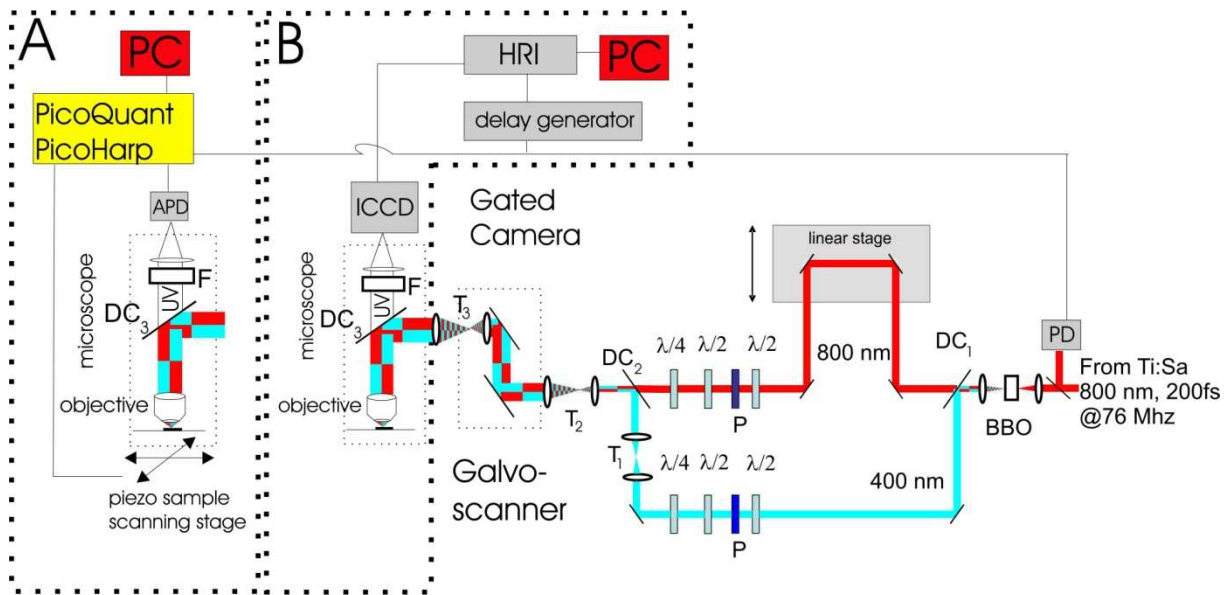 A
PC
PicoQuant
PicoHarp
APD
microscope
F
UV
DC3
objective
piezo sample
scanning stage
B
HRI
PC
delay generator
ICCD
Gated
Camera
microscope
F
UV
DC3
objective
T3
T2
Galvo-
scanner
DC2
T1
λ/4
λ/2
λ/2
P
λ/4
λ/2
λ/2
P
linear stage
800 nm
400 nm
DC1
BBO
PD
From Ti:Sa
800 nm, 200fs
@76 Mhz